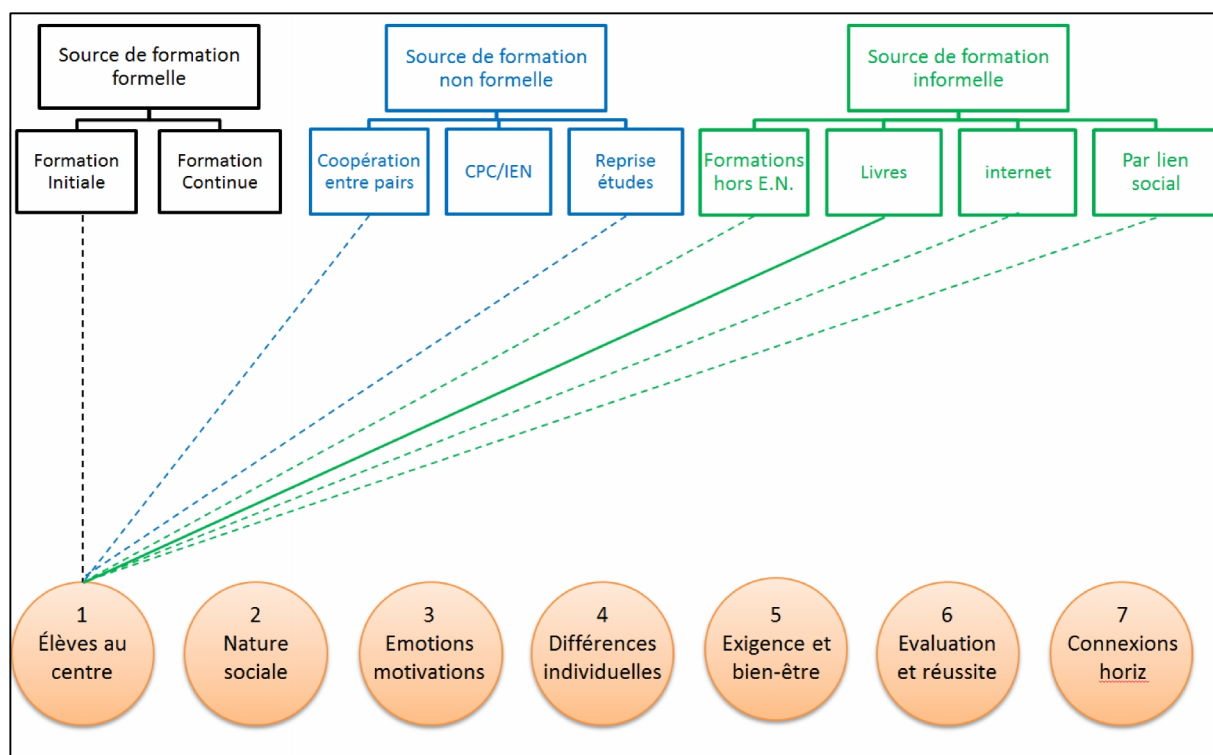 Source de formation
formelle
Source de formation
non formelle
Source de formation
informelle
Formation
Initiale
Formation
Continue
Coopération
entre pairs
CPC/IEN
Reprise
études
Formations
hors E.N.
Livres
internet
Par lien
social
1
Élèves au
centre
2
Nature
sociale
3
Emotions
motivations
4
Différences
individuelles
5
Exigence et
bien-être
6
Evaluation
et réussite
7
Connexions
horiz